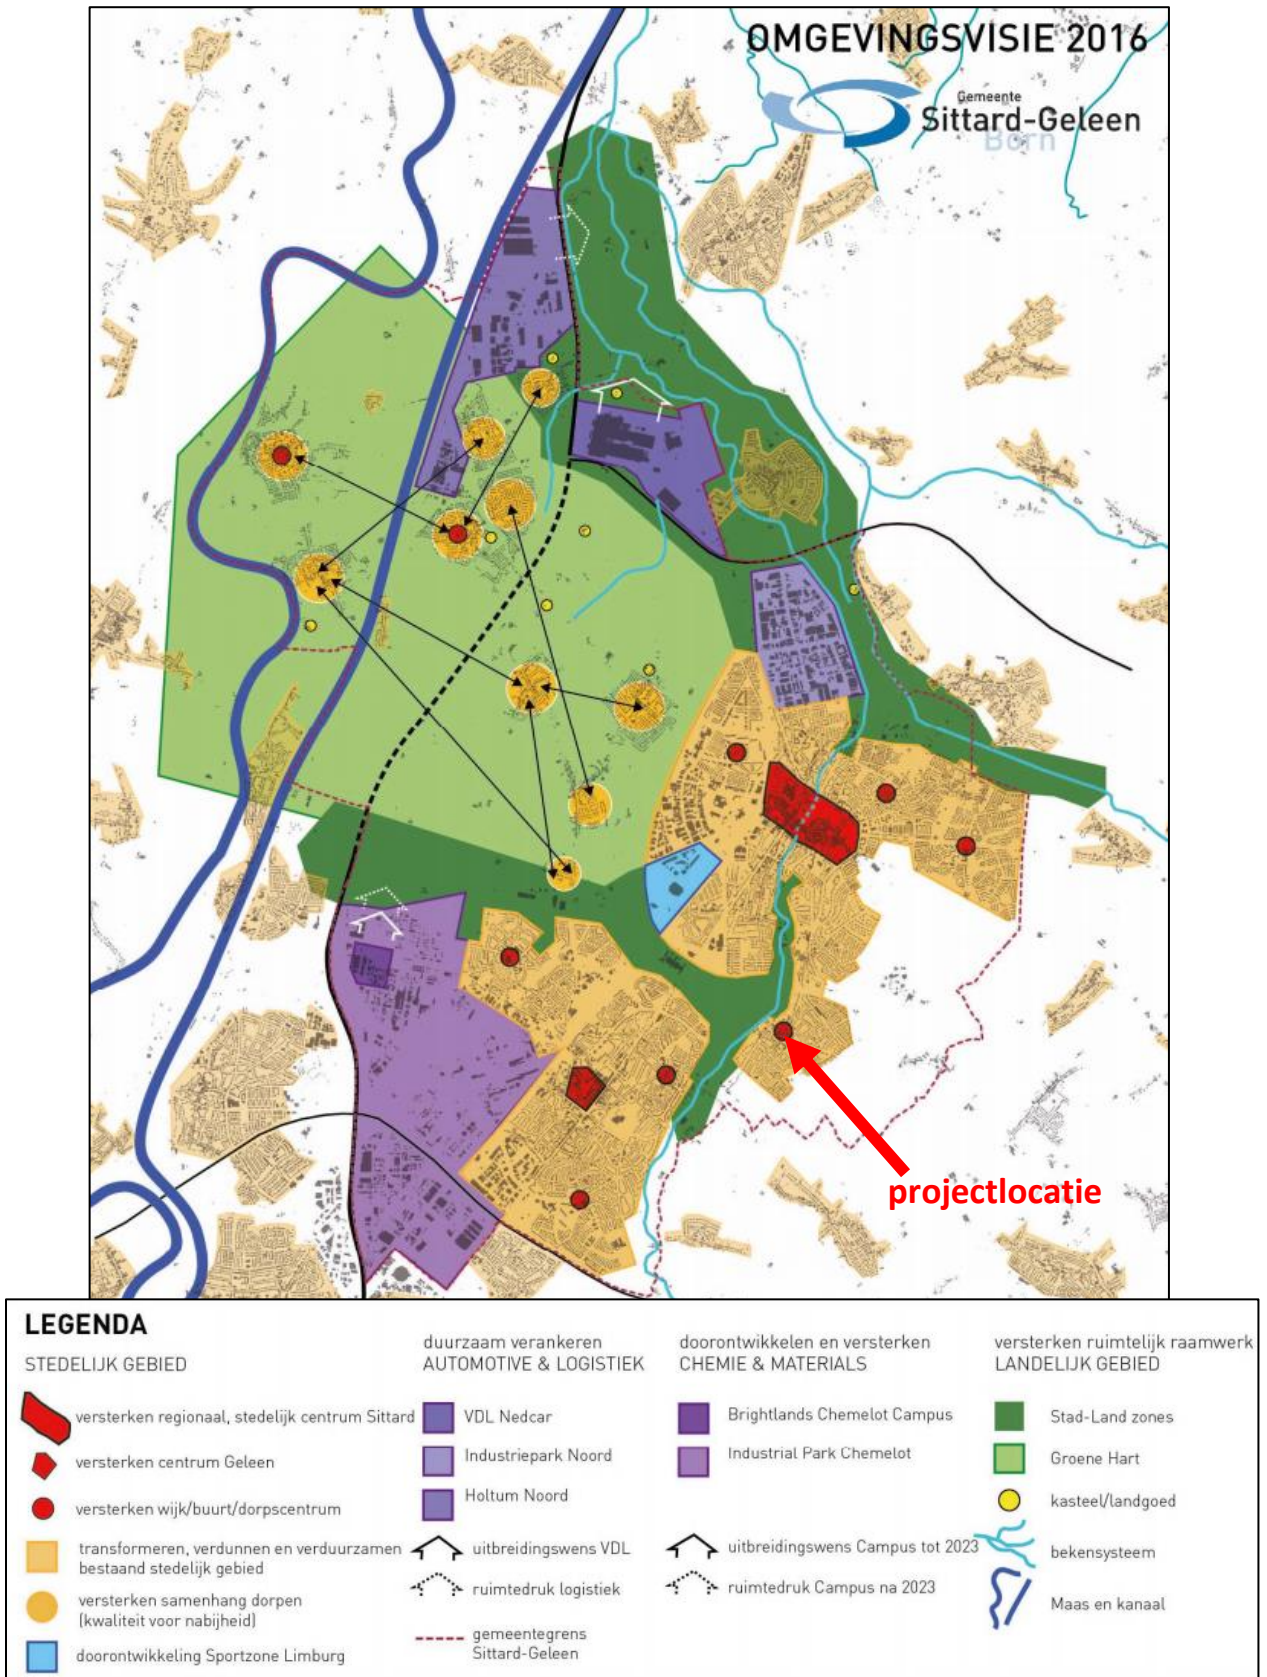 OMGEVINGSVISIE 2016
Gemeente
Sittard-Geleen
Born
projectlocatie
LEGENDA
STEDELIJK GEBIED
versterken regionaal, stedelijk centrum Sittard
versterken centrum Geleen
versterken wijk/buurt/dorpscentrum
transformeren, verdunnen en verduurzamen
bestaand stedelijk gebied
versterken samenhang dorpen
(kwaliteit voor nabijheid)
doorontwikkeling Sportzone Limburg
duurzaam verankeren
AUTOMOTIVE & LOGISTIEK
VDL Nedcar
Industriepark Noord
Holtum Noord
uitbreidingswens VDL
ruimtedruk logistiek
gemeentegrens
Sittard-Geleen
doorontwikkelen en versterken
CHEMIE & MATERIALS
Brightlands Chemelot Campus
Industrial Park Chemelot
uitbreidingswens Campus tot 2023
ruimtedruk Campus na 2023
versterken ruimtelijk raamwerk
LANDELIJK GEBIED
Stad-Land zones
Groene Hart
kasteel/landgoed
bekensysteem
Maas en kanaal